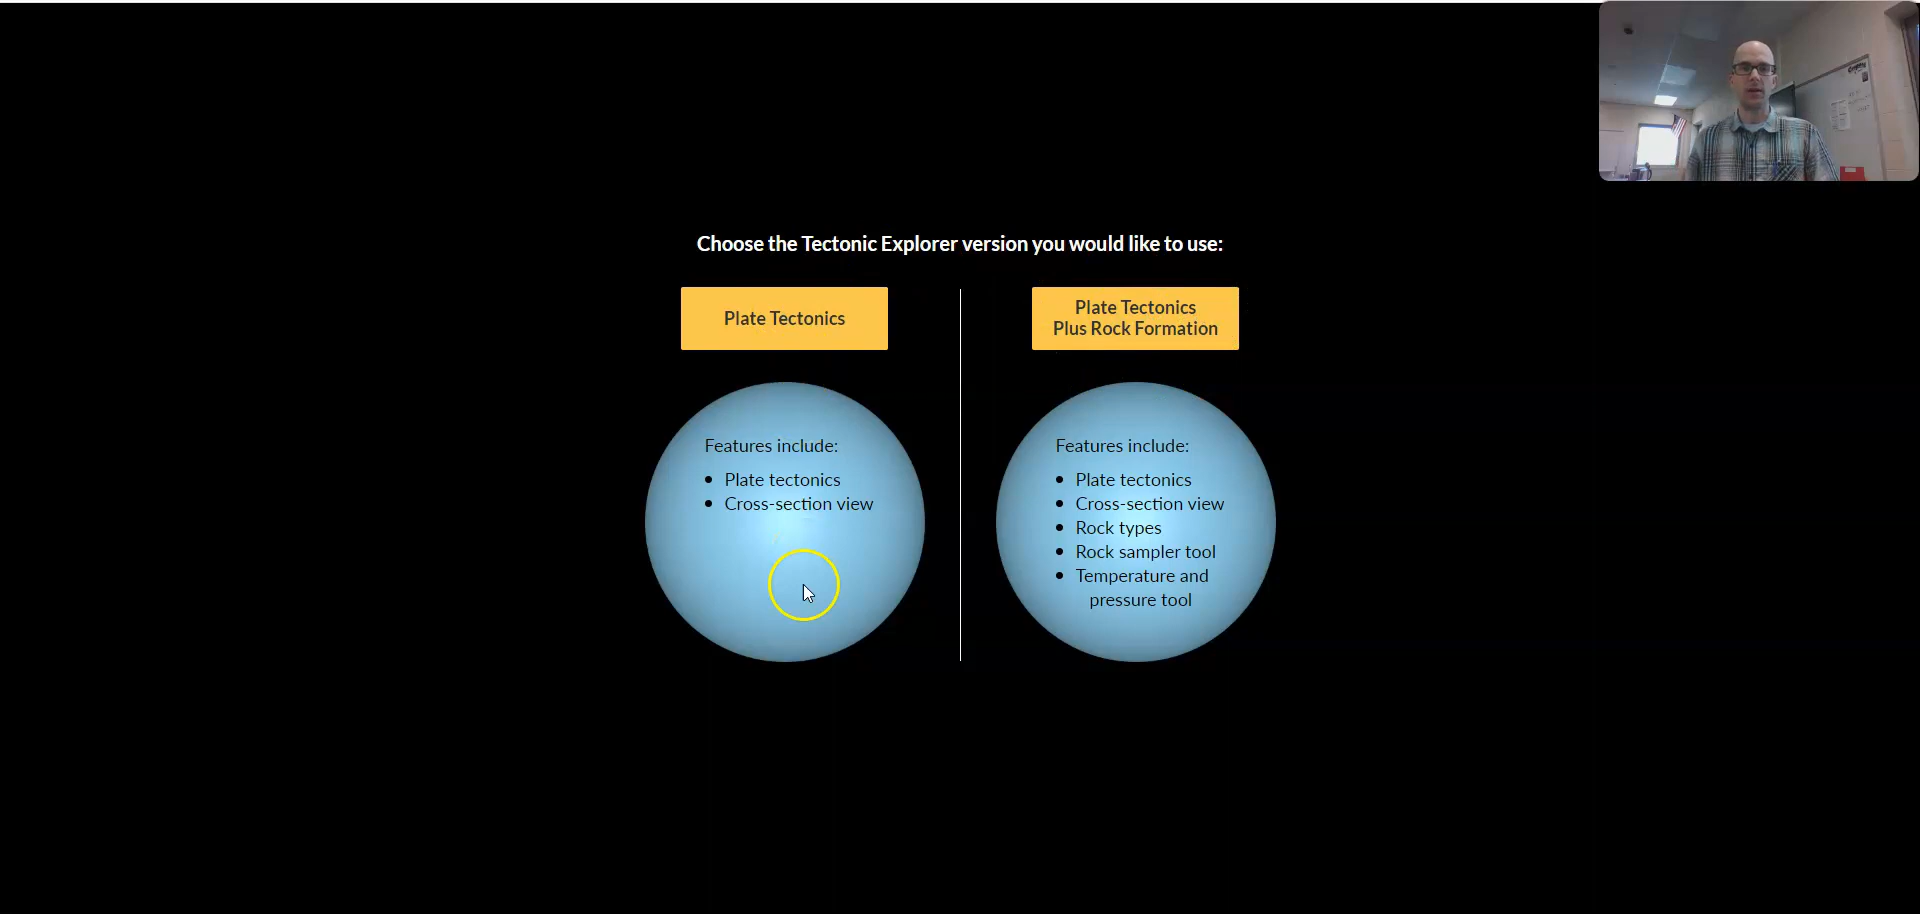 Choose the Tectonic Explorer version you would like to use:
Plate Tectonics
Features include:
Plate tectonics
Cross-section view
Plate Tectonics
Plus Rock Formation
Features include:
Plate tectonics
Cross-section view
Rock types
Rock sampler tool
Temperature and
pressure tool